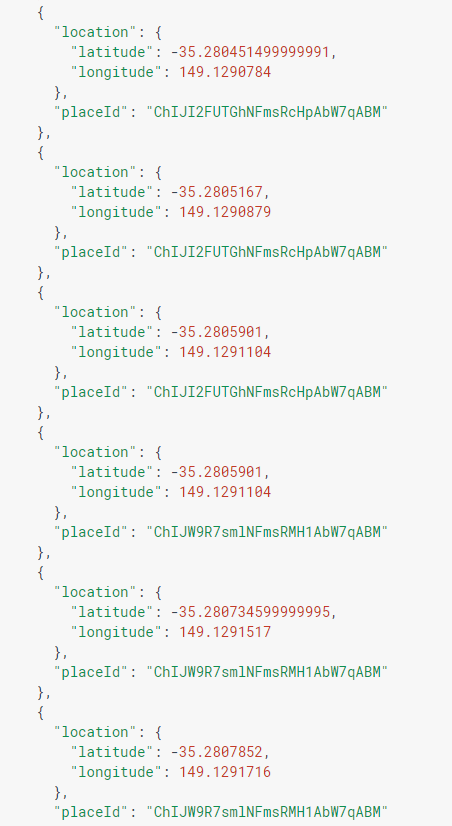 {
"location": {
"latitude": -35.280451499999991,
"longitude": 149.1290784
},
"placeId": "ChIJI2FUTGhNFmsRcHpAbW7qABM"
},
{
"location": {
"latitude": -35.2805167,
"longitude": 149.1290879
},
"placeId": "ChIJI2FUTGhNFmsRcHpAbW7qABM"
},
{
"location": {
"latitude": -35.2805901,
"longitude": 149.1291104
},
"placeId": "ChIJI2FUTGhNFmsRcHpAbW7qABM"
},
{
"location": {
"latitude": -35.2805901,
"longitude": 149.1291104
},
"placeId": "ChIJW9R7smlNFmsRMH1AbW7qABM"
},
{
"location": {
"latitude": -35.280734599999995,
"longitude": 149.1291517
},
"placeId": "ChIJW9R7smlNFmsRMH1AbW7qABM"
},
{
"location": {
"latitude": -35.2807852,
"longitude": 149.1291716
},
"placeId": "ChIJW9R7smlNFmsRMH1AbW7qABM"